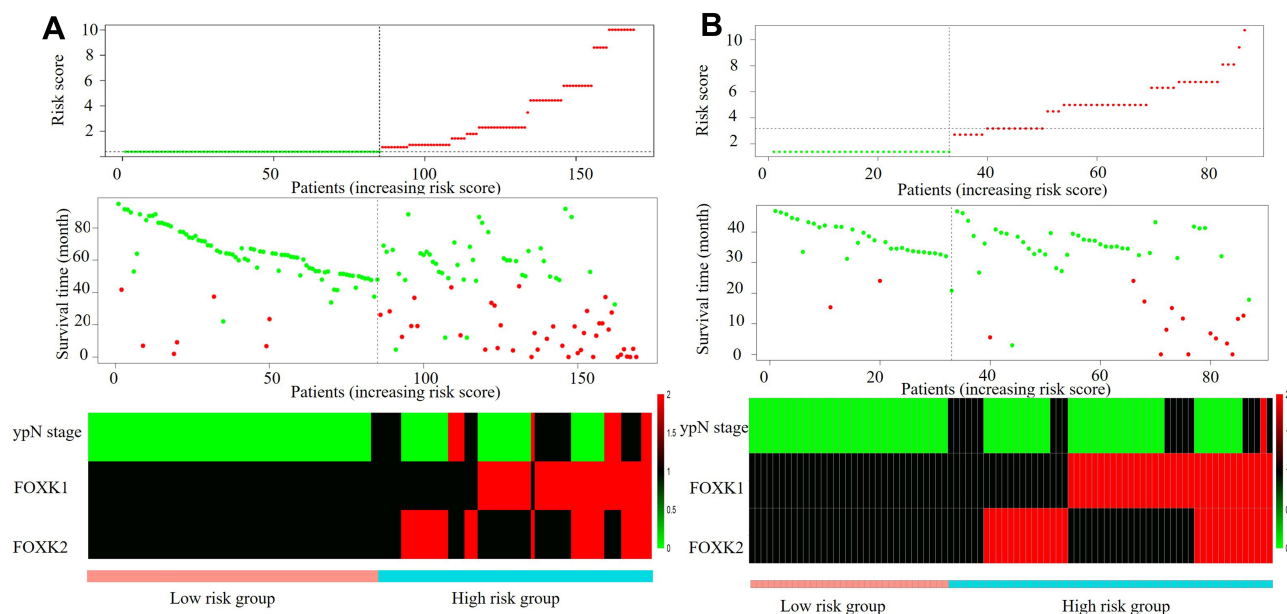 A
Risk score
10
8
6
4
2
0
50
100
150
Patients (increasing risk score)
Survival time (month)
80
60
40
20
0
0
50
100
150
Patients (increasing risk score)
ypN stage
FOXK1
FOXK2
2
1.5
1
0.5
0
Low risk group
High risk group
B
Risk score
10
8
6
4
2
0
20
40
60
80
Patients (increasing risk score)
Survival time (month)
40
30
20
10
0
0
20
40
60
80
Patients (increasing risk score)
ypN stage
FOXK1
FOXK2
0
Low risk group
High risk group